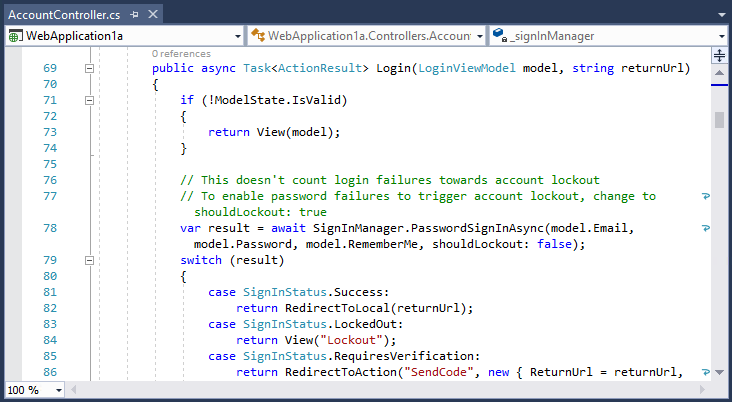 AccountController.cs
WebApplication1a WebApplication1a.Controllers.Accoun _signInManager
0 references
69 public async Task<ActionResult> Login(LoginViewModel model, string returnUrl)
70 {
71 if (!ModelState.IsValid)
72 {
73 return View(model);
74 }
75
76 // This doesn't count login failures towards account lockout
77 // To enable password failures to trigger account lockout, change to
shouldLockout: true
78 var result = await SignInManager.PasswordSignInAsync(model.Email,
model.Password, model.RememberMe, shouldLockout: false);
79 switch (result)
80 {
81 case SignInStatus.Success:
82 return RedirectToLocal(returnUrl);
83 case SignInStatus.LockedOut:
84 return View("Lockout");
85 case SignInStatus.RequiresVerification:
86 return RedirectToAction("SendCode", new { ReturnUrl = returnUrl,
100 %